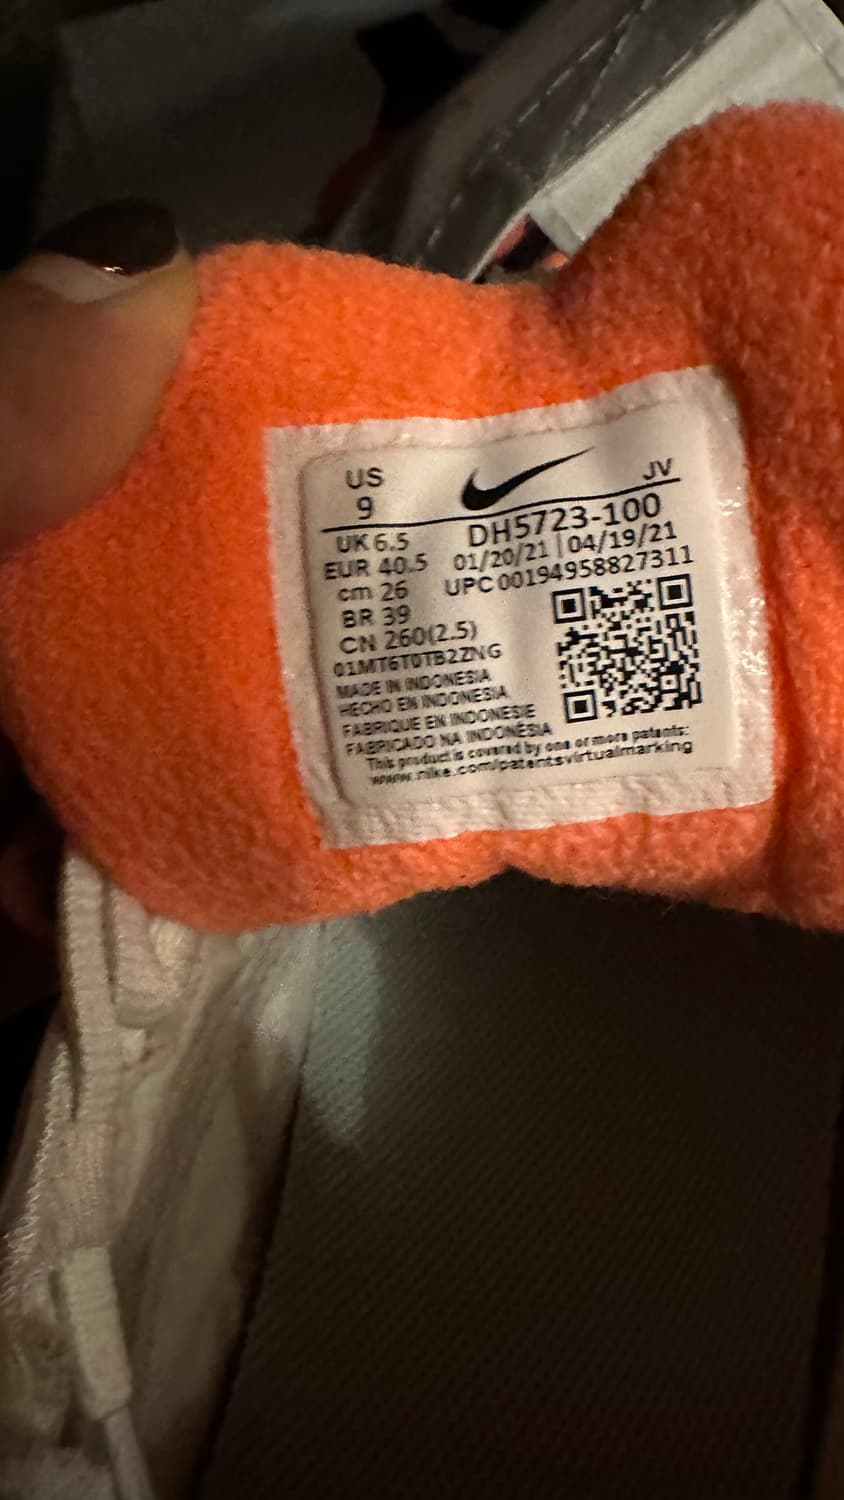 US
9
JV
DH5723-100
UK 6.5
01/20/21 | 04/19/21
EUR 40.5
UPC 00194958827311
cm 26
BR 39
CN 260(2.5)
01MT6T0TB2ZNG
MADE IN INDONESIA
HECHO EN INDONESIA
FABRIQUE EN INDONESIE
FABRICADO NA INDONÉSIA
This product is covered by one or more patents:
www.nike.com/patentsvirtualmarking